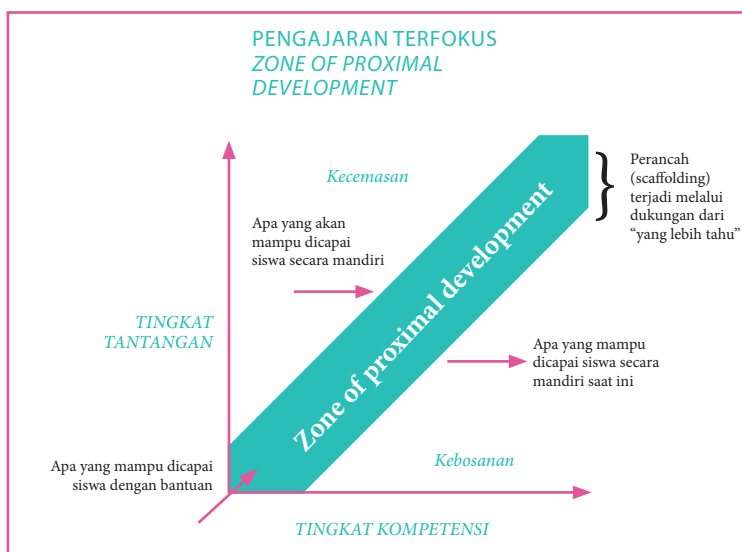 PENGAJARAN TERFOKUS
ZONE OF PROXIMAL
DEVELOPMENT
Kecemasan
Perancah
(scaffolding)
terjadi melalui
dukungan dari
“yang lebih tahu”
Apa yang akan
mampu dicapai
siswa secara mandiri
Zone of proximal development
TINGKAT
TANTANGAN
Apa yang mampu
dicapai siswa secara
mandiri saat ini
Apa yang mampu dicapai
siswa dengan bantuan
Kebosanan
TINGKAT KOMPETENSI